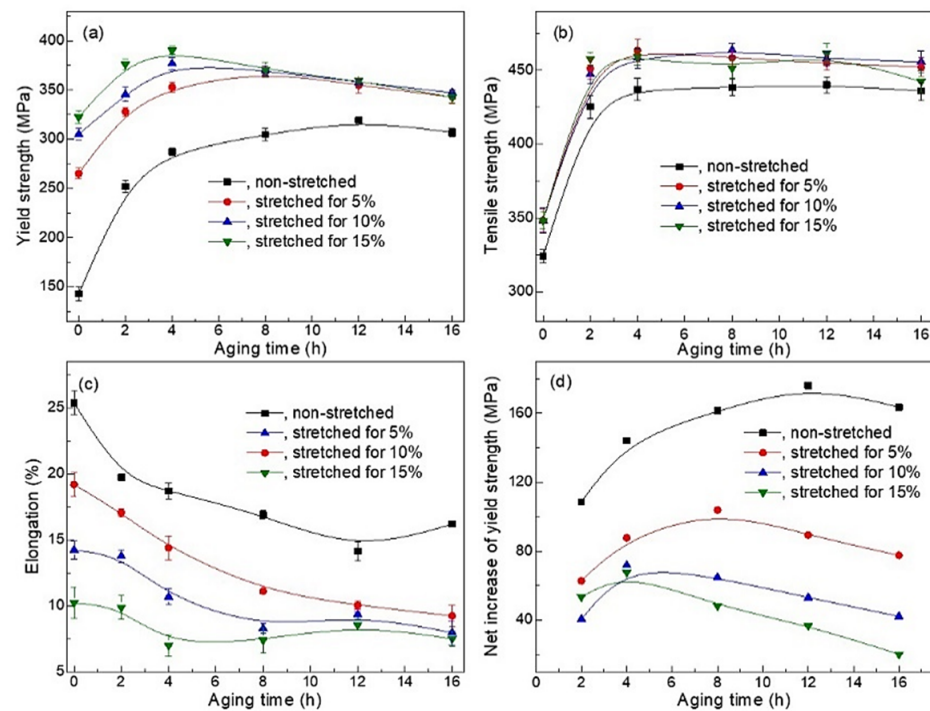 (a)
Yield strength (MPa)
400
350
300
250
200
150
, non-stretched
, stretched for 5%
, stretched for 10%
, stretched for 15%
0 2 4 6 8 10 12 14 16
Aging time (h)
(b)
Tensile strength (MPa)
450
400
350
300
, non-stretched
, stretched for 5%
, stretched for 10%
, stretched for 15%
0 2 4 6 8 10 12 14 16
Aging time (h)
(c)
Elongation (%)
25
20
15
10
5
, non-stretched
, stretched for 5%
, stretched for 10%
, stretched for 15%
0 2 4 6 8 10 12 14 16
Aging time (h)
(d)
Net increase of yield strength (MPa)
160
120
80
40
, non-stretched
, stretched for 5%
, stretched for 10%
, stretched for 15%
0 2 4 6 8 10 12 14 16
Aging time (h)